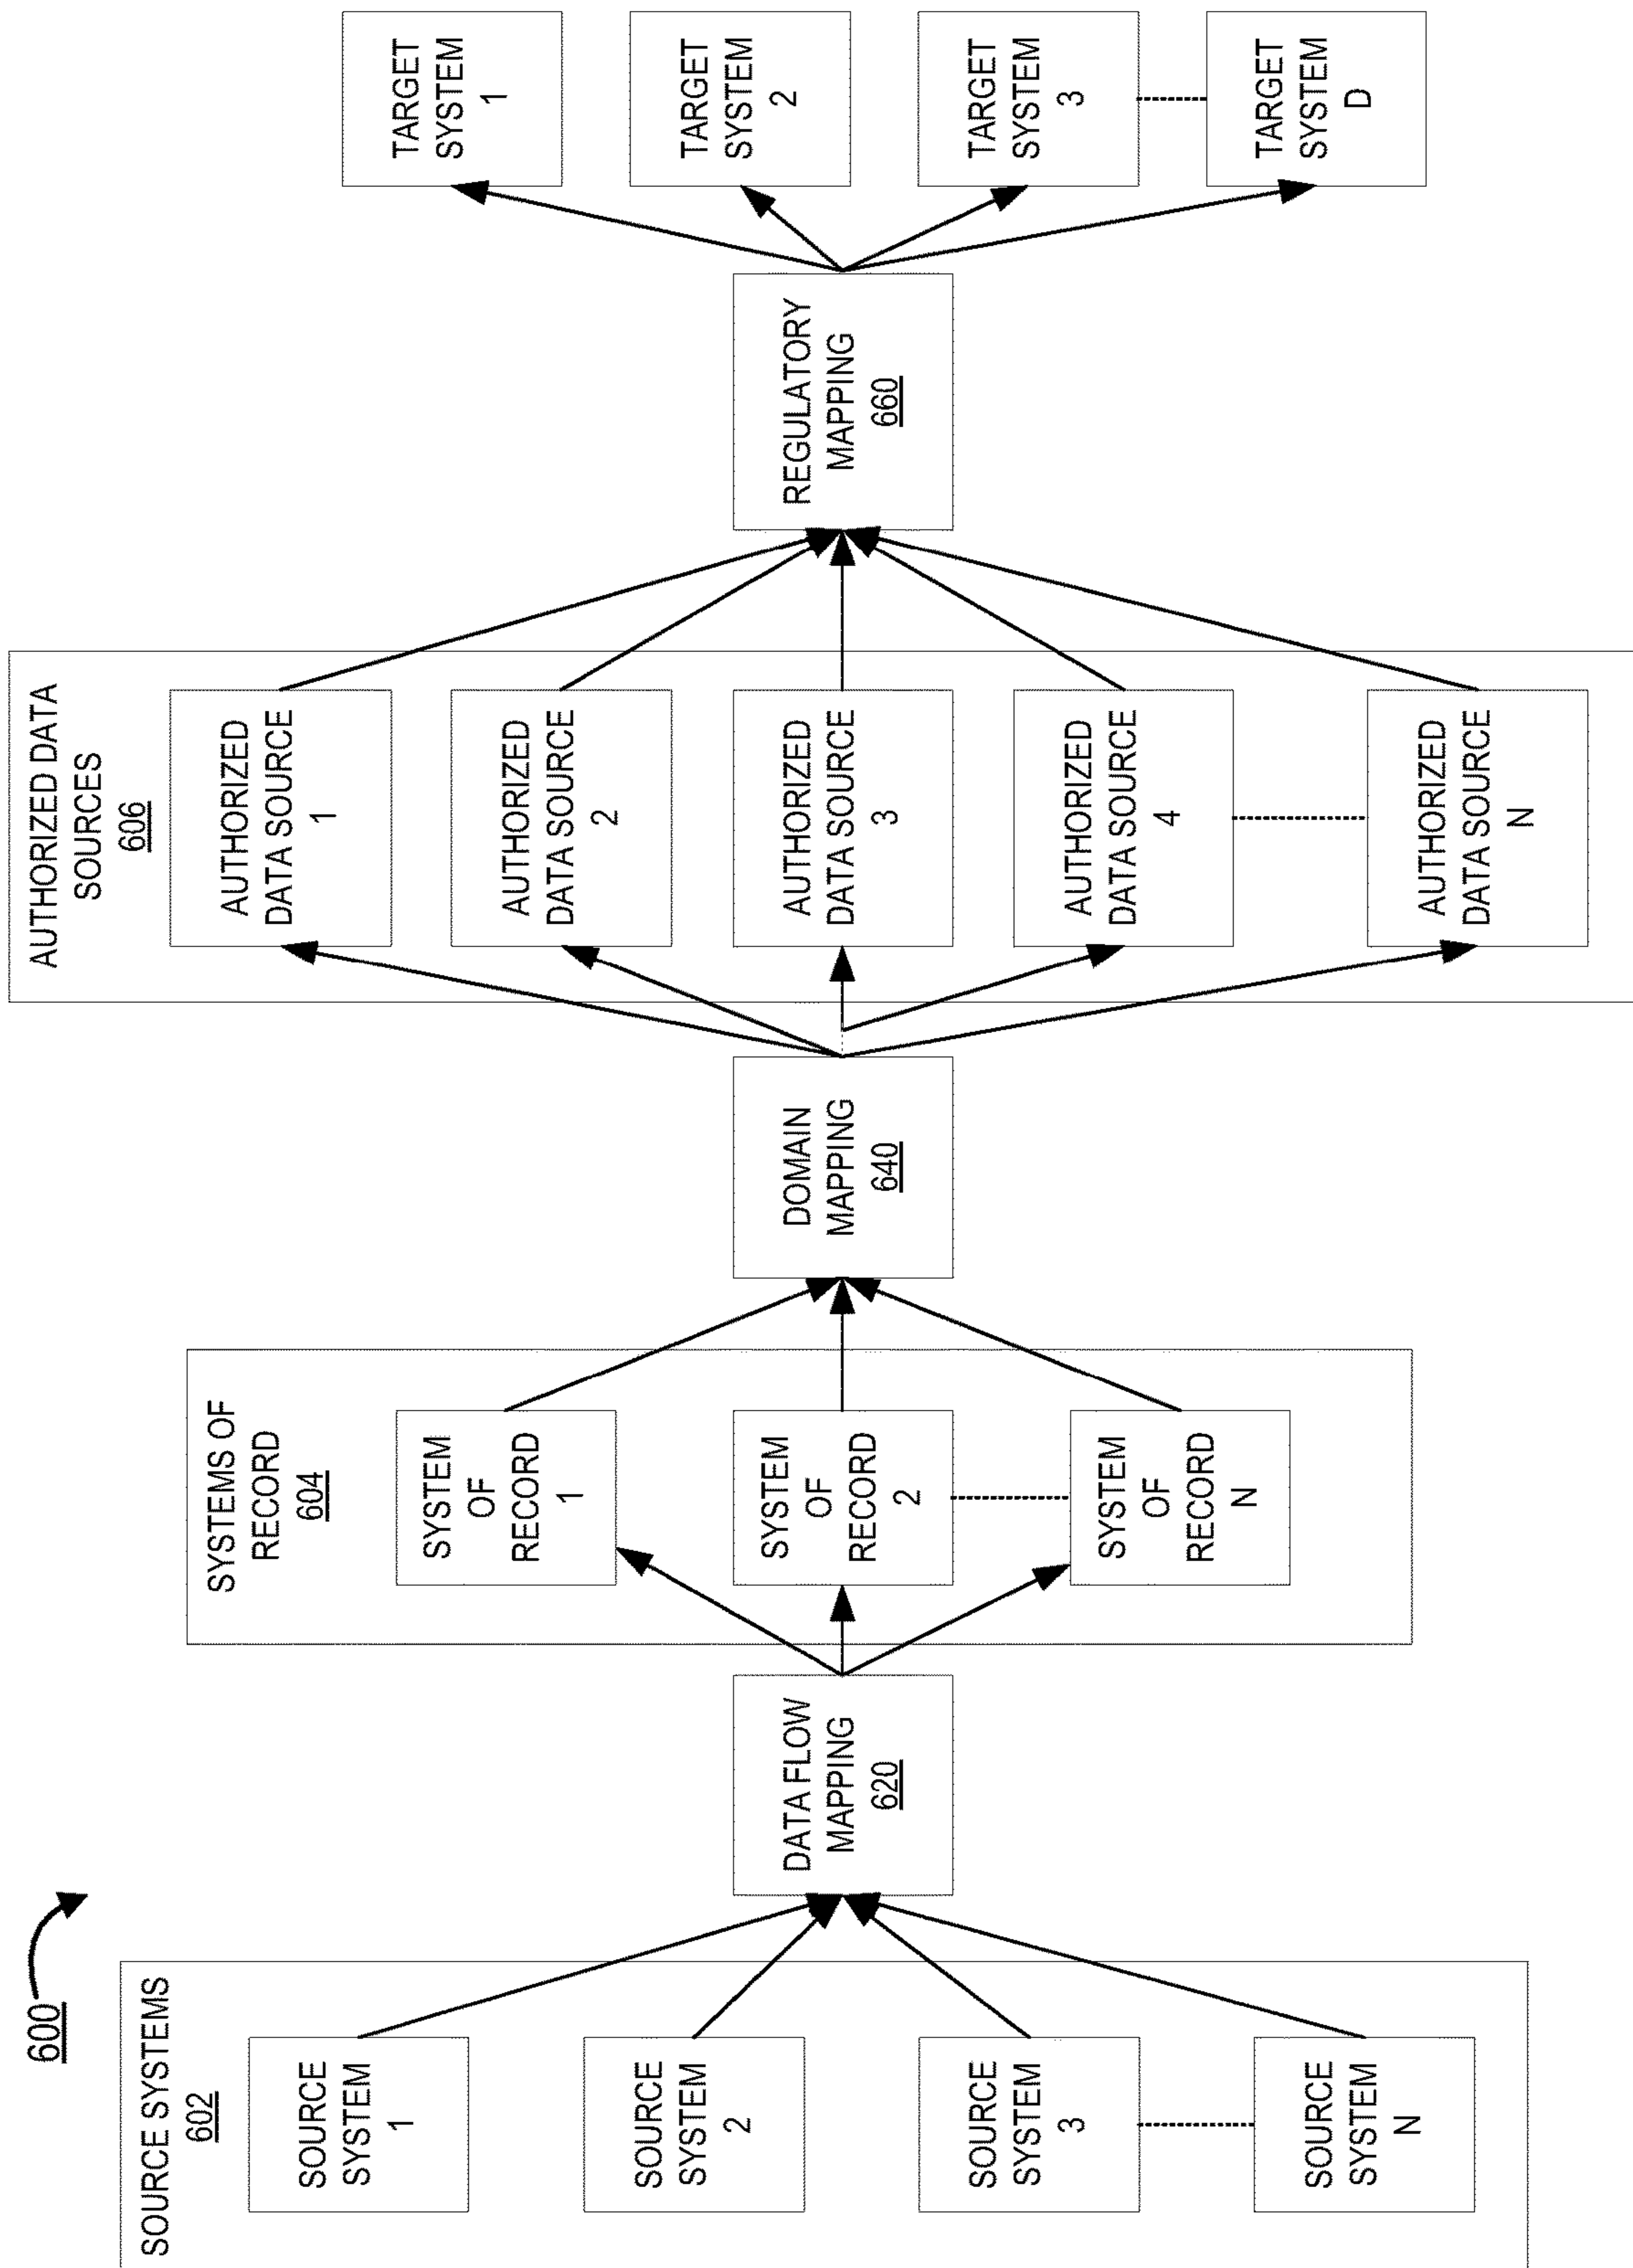 600
SOURCE SYSTEMS
602
SOURCE
SYSTEM
1
SOURCE
SYSTEM
2
SOURCE
SYSTEM
3
SOURCE
SYSTEM
N
DATA FLOW
MAPPING
620
SYSTEMS OF
RECORD
604
SYSTEM
OF
RECORD
1
SYSTEM
OF
RECORD
2
SYSTEM
OF
RECORD
N
DOMAIN
MAPPING
640
AUTHORIZED DATA
SOURCES
606
AUTHORIZED
DATA SOURCE
1
AUTHORIZED
DATA SOURCE
2
AUTHORIZED
DATA SOURCE
3
AUTHORIZED
DATA SOURCE
4
AUTHORIZED
DATA SOURCE
N
REGULATORY
MAPPING
660
TARGET
SYSTEM
1
TARGET
SYSTEM
2
TARGET
SYSTEM
3
TARGET
SYSTEM
D